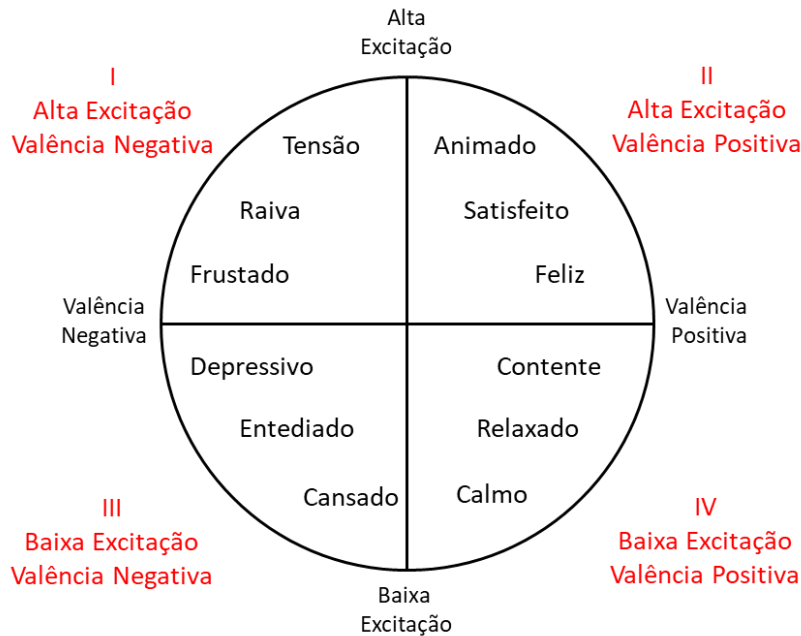 Alta
Excitação
I
Alta Excitação
Valência Negativa
II
Alta Excitação
Valência Positiva
Tensão
Animado
Raiva
Satisfeito
Frustado
Feliz
Valência
Negativa
Valência
Positiva
Depressivo
Contente
Entediado
Relaxado
Cansado
Calmo
III
Baixa Excitação
Valência Negativa
IV
Baixa Excitação
Valência Positiva
Baixa
Excitação